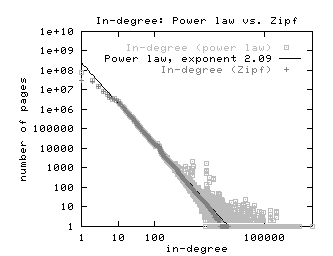 In-degree: Power law vs. Zipf
1e+10
1e+09
1e+08
1e+07
1e+06
100000
10000
1000
100
10
1
number of pages
In-degree (power law)
Power law, exponent 2.09
In-degree (Zipf)
1 10 100 100000
in-degree